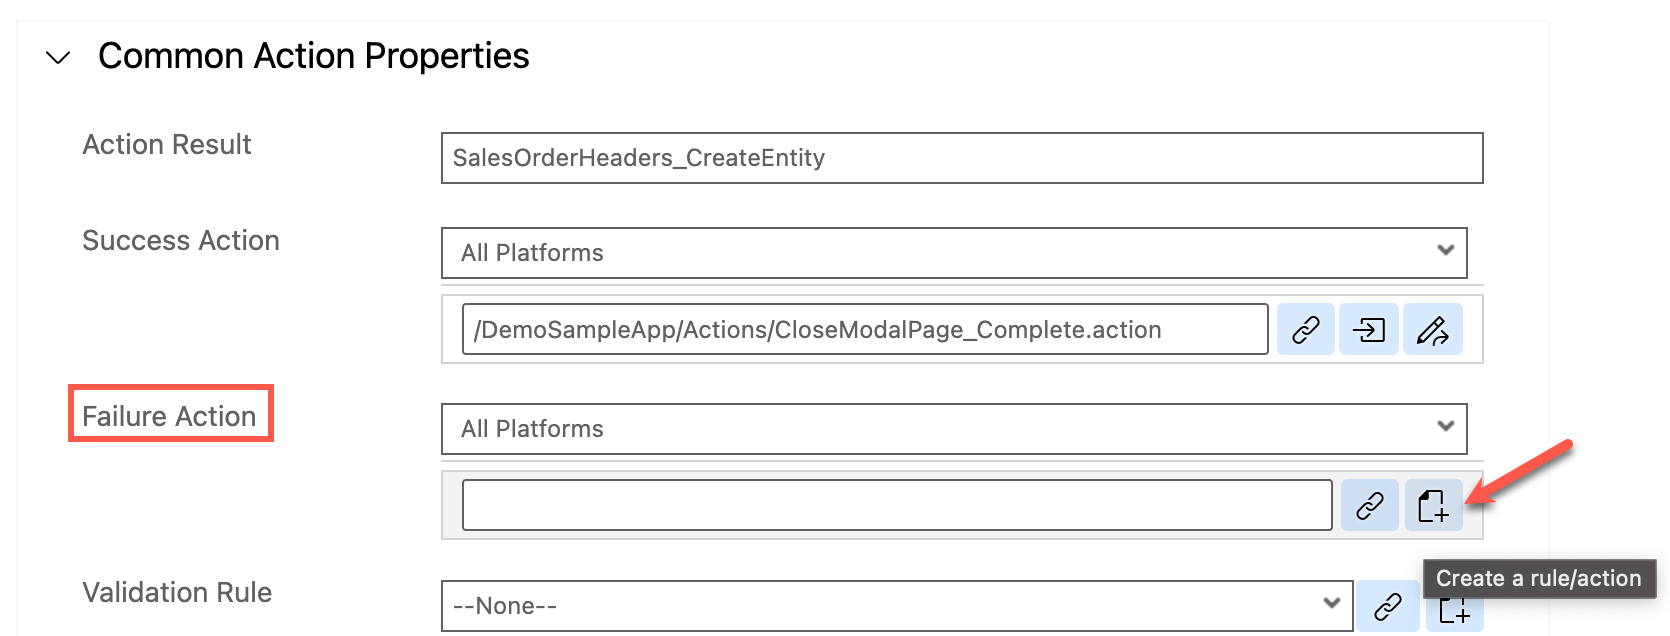 Common Action Properties
Action Result
SalesOrderHeaders_CreateEntity
Success Action
All Platforms
/DemoSampleApp/Actions/CloseModalPage_Complete.action
Failure Action
All Platforms
Create a rule/action
Validation Rule
--None--